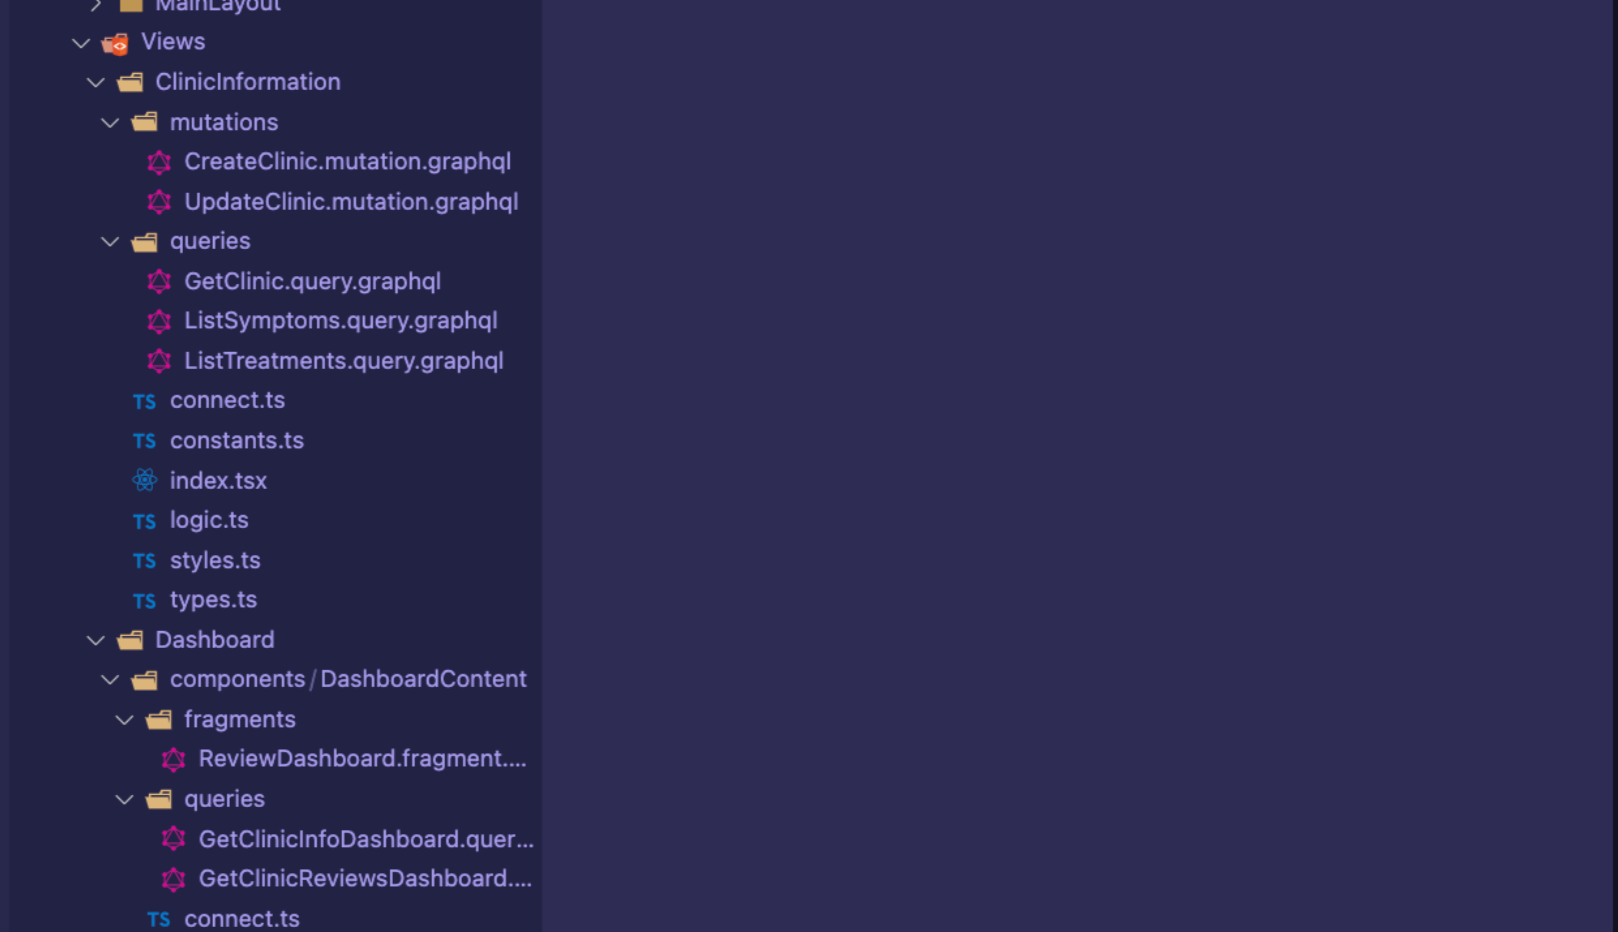 MainLayout
Views
ClinicInformation
mutations
CreateClinic.mutation.graphql
UpdateClinic.mutation.graphql
queries
GetClinic.query.graphql
ListSymptoms.query.graphql
ListTreatments.query.graphql
TS connect.ts
TS constants.ts
index.tsx
TS logic.ts
TS styles.ts
TS types.ts
Dashboard
components/DashboardContent
fragments
ReviewDashboard.fragment....
queries
GetClinicInfoDashboard.quer...
GetClinicReviewsDashboard....
TS connect.ts